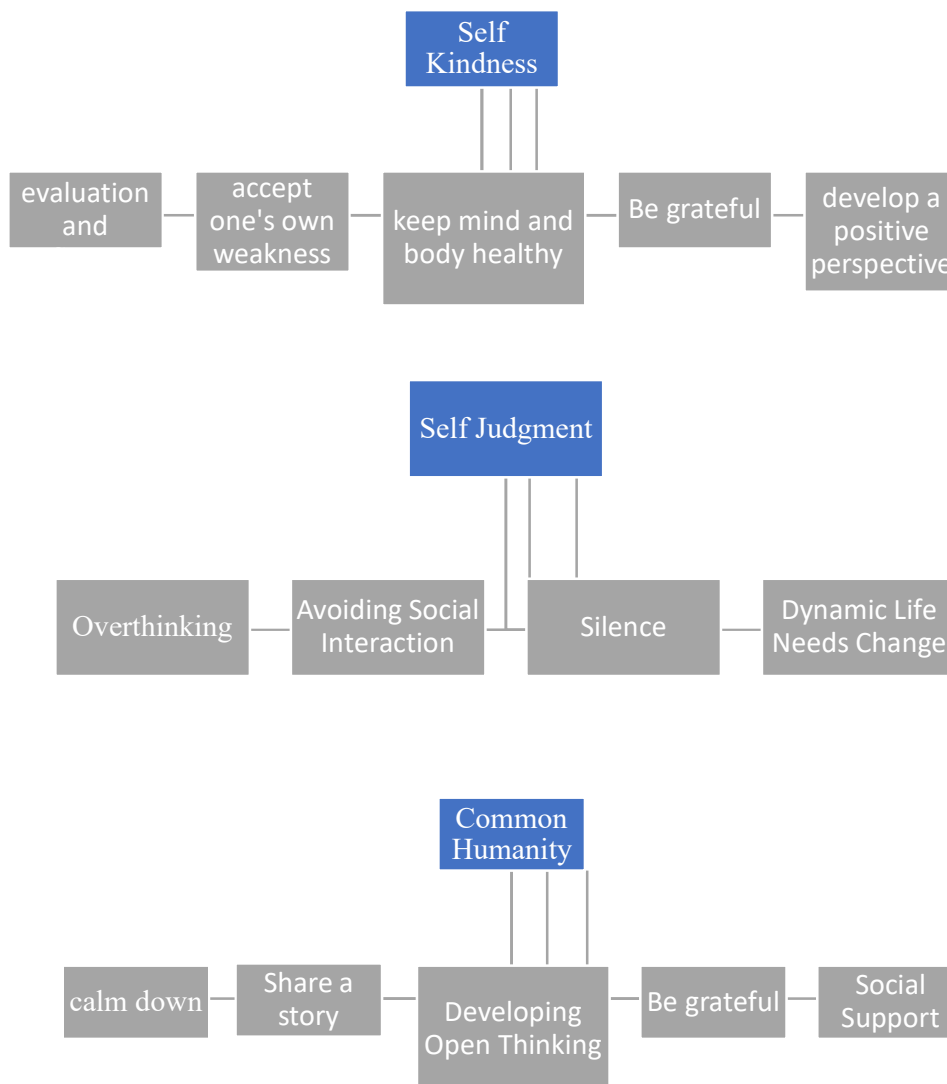 Self
Kindness
evaluation
and
accept
one's own
weakness
keep mind and
body healthy
Be grateful
develop a
positive
perspective
Self Judgment
Overthinking
Avoiding Social
Interaction
Silence
Dynamic Life
Needs Change
Common
Humanity
calm down
Share a
story
Developing
Open Thinking
Be grateful
Social
Support